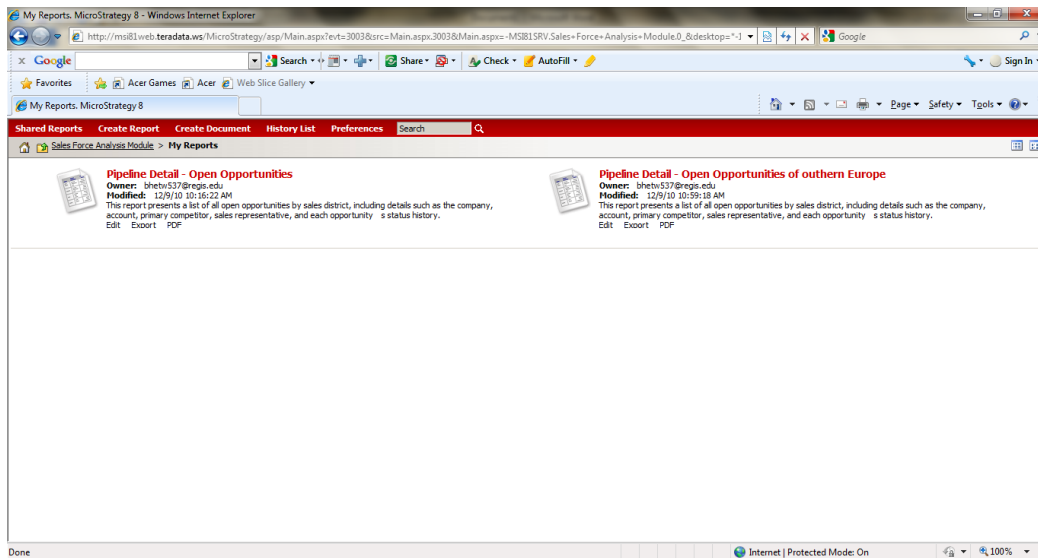 My Reports. MicroStrategy 8 - Windows Internet Explorer
http://msi81web.teradata.ws/MicroStrategy/asp/Main.aspx?evt=3003&src=Main.aspx.3003&Main.aspx=-MSI81SRV.Sales+Force+Analysis+Module.0_&desktop=*-1
Google
x Google Search Share Check AutoFill Sign In
Favorites Acer Games Acer Web Slice Gallery
My Reports. MicroStrategy 8 Page Safety Tools
Shared Reports Create Report Create Document History List Preferences Search
Sales Force Analysis Module > My Reports
Pipeline Detail - Open Opportunities
Owner: bhetw537@regis.edu
Modified: 12/9/10 10:16:22 AM
This report presents a list of all open opportunities by sales district, including details such as the company,
account, primary competitor, sales representative, and each opportunity s status history.
Edit Export PDF
Pipeline Detail - Open Opportunities of outhern Europe
Owner: bhetw537@regis.edu
Modified: 12/9/10 10:59:18 AM
This report presents a list of all open opportunities by sales district, including details such as the company,
account, primary competitor, sales representative, and each opportunity s status history.
Edit Export PDF
Done Internet | Protected Mode: On 100%